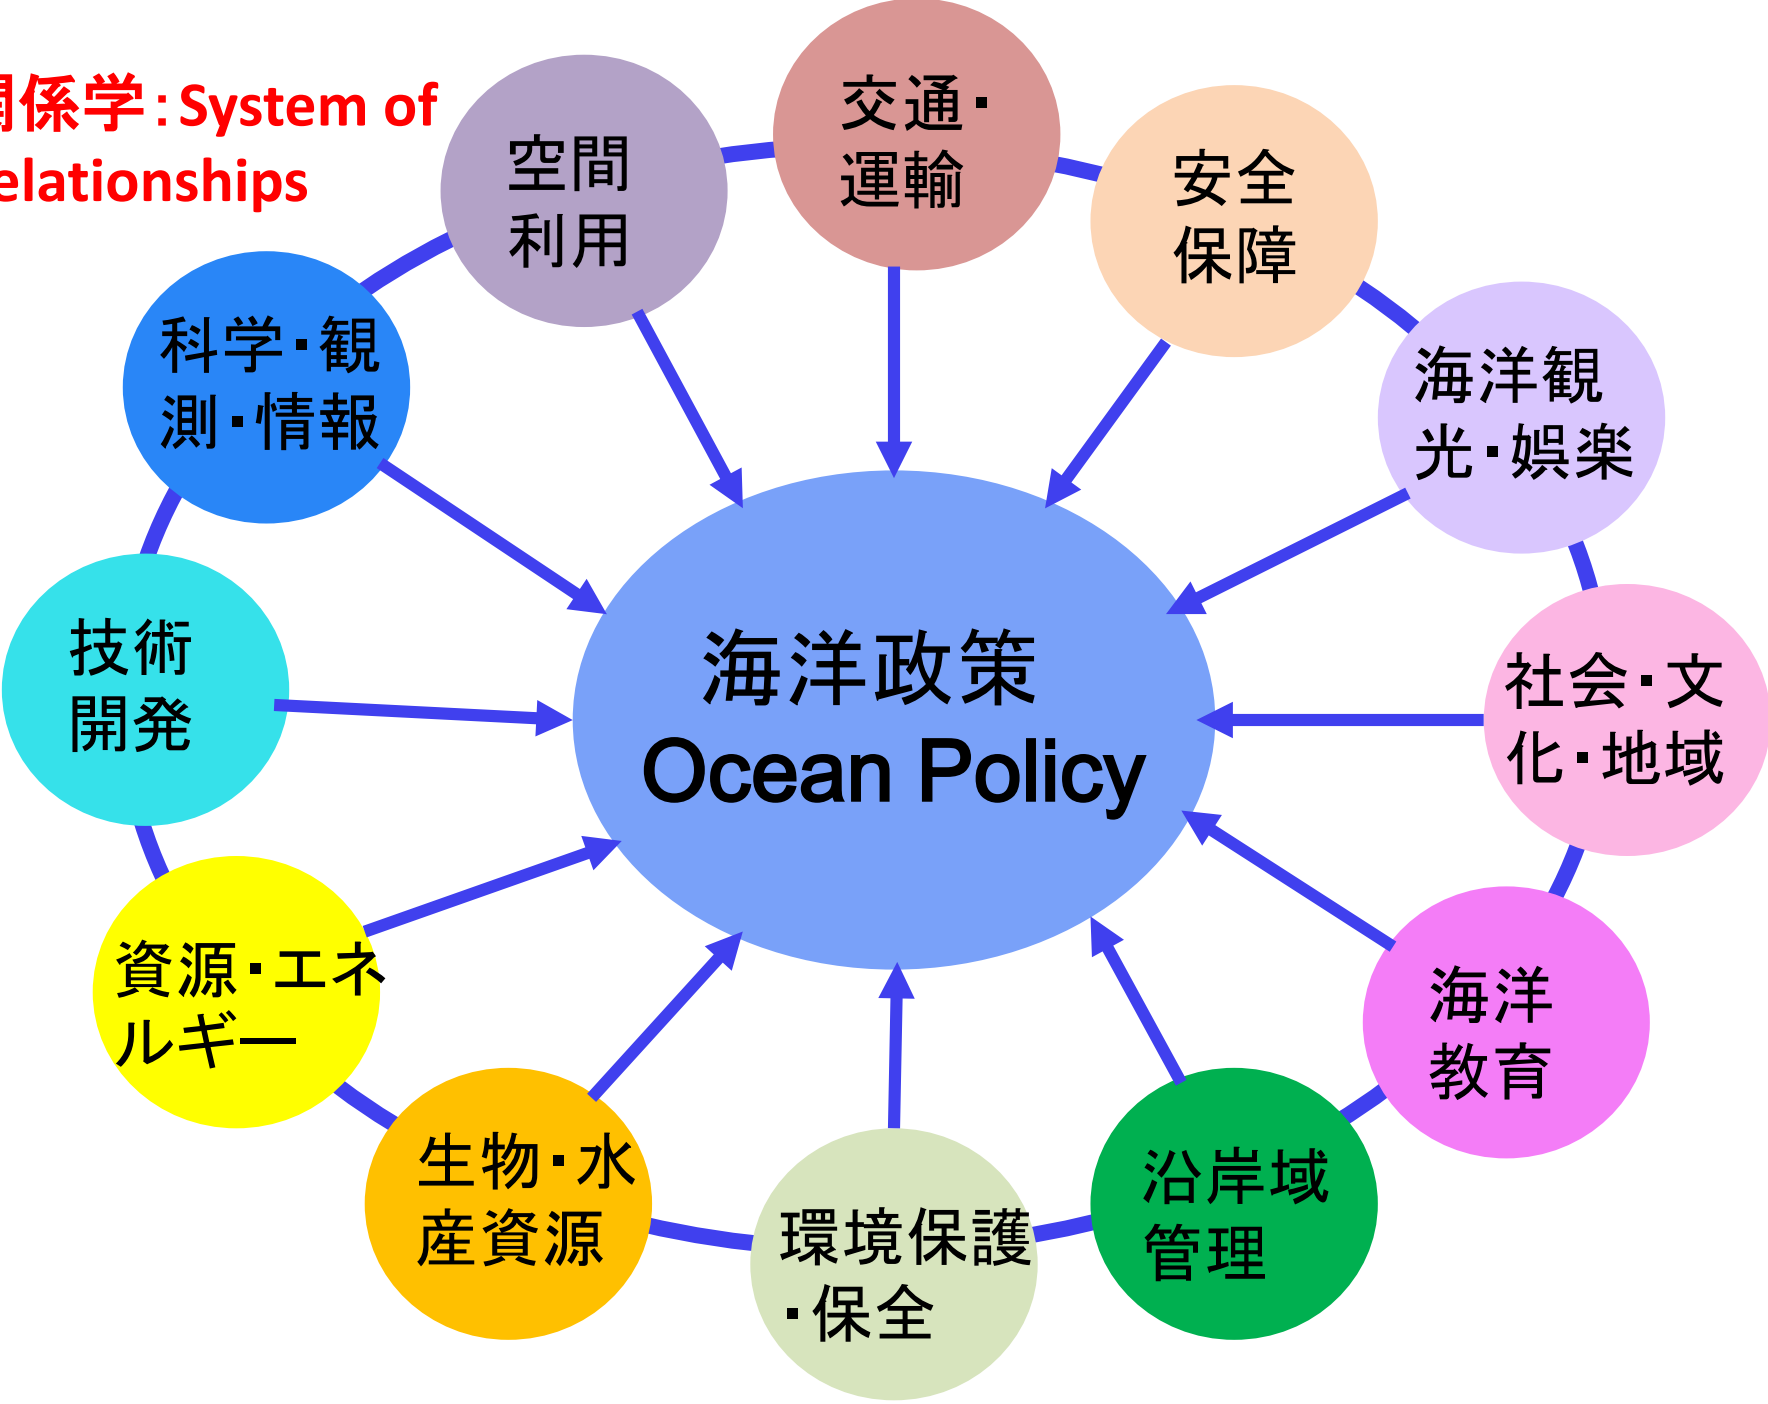 関係学：System of
elationships
交通・
運輸
空間
利用
安全
保障
科学・観
測・情報
海洋観
光・娯楽
技術
開発
海洋政策
Ocean Policy
社会・文
化・地域
資源・エネ
ルギー
海洋
教育
生物・水
産資源
沿岸域
管理
環境保護
・保全